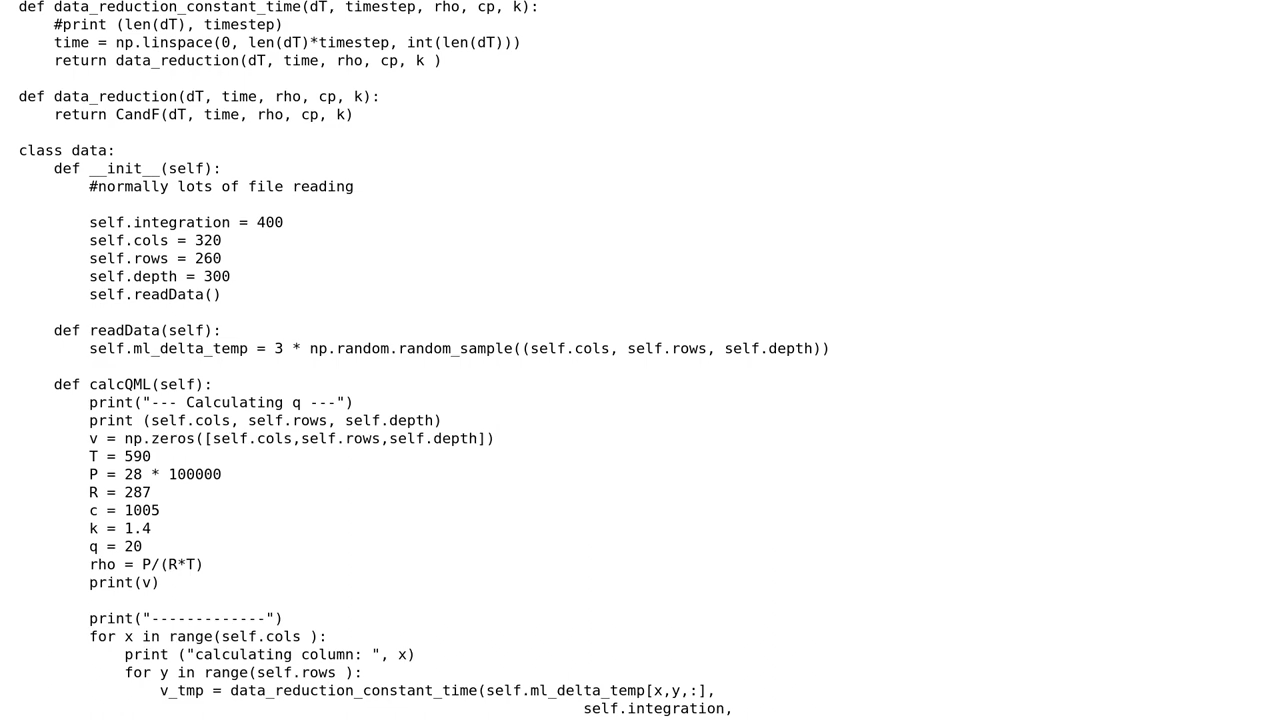 def data_reduction_constant_time(dT, timestep, rho, cp, k):
    #print (len(dT), timestep)
    time = np.linspace(0, len(dT)*timestep, int(len(dT)))
    return data_reduction(dT, time, rho, cp, k )

def data_reduction(dT, time, rho, cp, k):
    return CandF(dT, time, rho, cp, k)

class data:
    def __init__(self):
        #normally lots of file reading

        self.integration = 400
        self.cols = 320
        self.rows = 260
        self.depth = 300
        self.readData()

    def readData(self):
        self.ml_delta_temp = 3 * np.random.random_sample((self.cols, self.rows, self.depth))

    def calcQML(self):
        print("--- Calculating q ---")
        print (self.cols, self.rows, self.depth)
        v = np.zeros([self.cols,self.rows,self.depth])
        T = 590
        P = 28 * 100000
        R = 287
        c = 1005
        k = 1.4
        q = 20
        rho = P/(R*T)
        print(v)

        print("-------------")
        for x in range(self.cols ):
            print ("calculating column: ", x)
            for y in range(self.rows ):
                v_tmp = data_reduction_constant_time(self.ml_delta_temp[x,y,:],
                                                                self.integration,